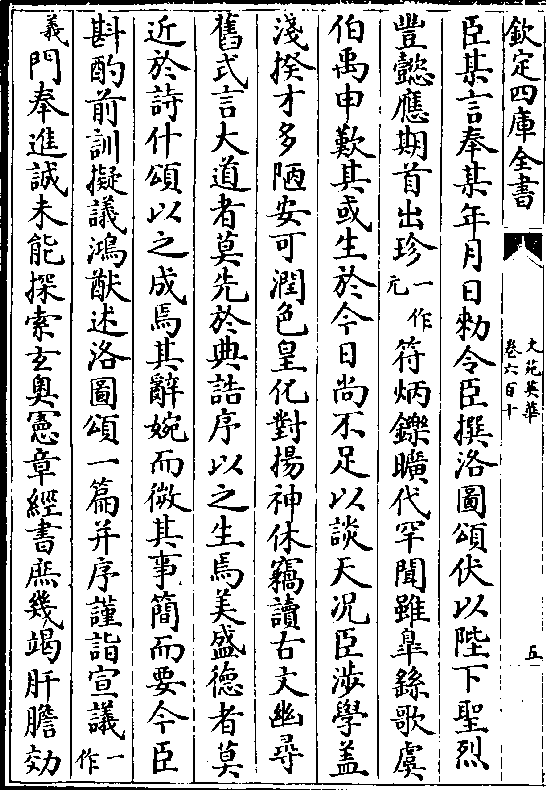 欽定四庫全書
文苑英華
卷六百十
五
臣某言奉某年月日勑令臣撰洛圖頌伏以陛下聖烈
豐懿應期首出珍一作元符炳鑠曠代罕聞雖臯繇歌虞
伯禹申歎其或生於今日尚不足以談天况臣涉學蓋
淺揆才多陋安可潤色皇化對揚神休竊讀古文幽尋
舊式言大道者莫先於典誥序以之生焉美盛德者莫
近於詩什頌以之成焉其辭婉而微其事簡而要今臣
斟酌前訓擬議鴻猷述洛圖頌一篇并序謹詣宣議一作
義門奉進誠未能探索玄奧憲章經書庶幾竭肝膽効